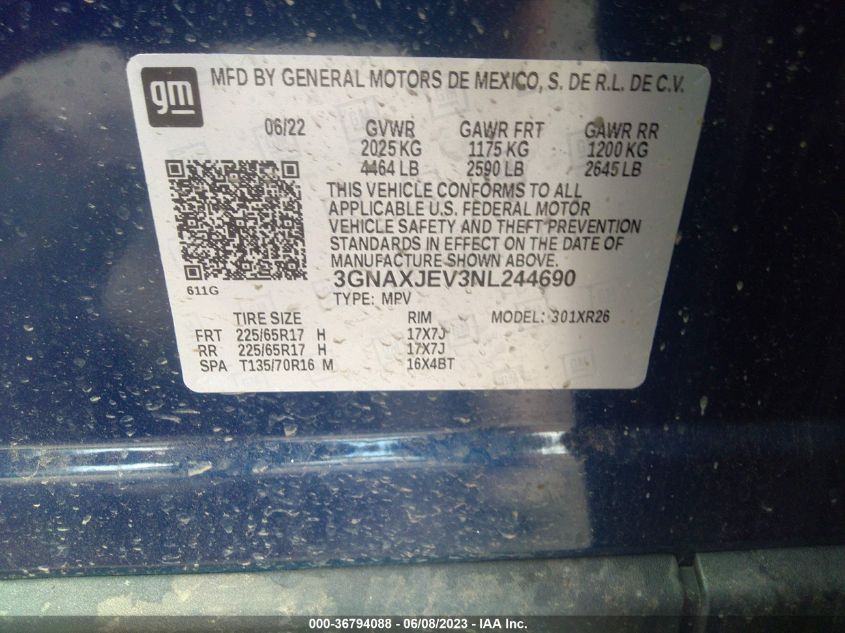 gm
MFD BY GENERAL MOTORS DE MEXICO, S. DE R.L. DE C.V.
06/22 GVWR GAWR FRT GAWR RR
2025 KG 1175 KG 1200 KG
4464 LB 2590 LB 2645 LB
THIS VEHICLE CONFORMS TO ALL
APPLICABLE U.S. FEDERAL MOTOR
VEHICLE SAFETY AND THEFT PREVENTION
STANDARDS IN EFFECT ON THE DATE OF
MANUFACTURE SHOWN ABOVE.
611G
3GNAXJEV3NL244690
TYPE: MPV
TIRE SIZE RIM MODEL: 301XR26
FRT 225/65R17 H 17X7J
RR 225/65R17 H 17X7J
SPA T135/70R16 M 16X4BT
000-36794088 - 06/08/2023 - IAA Inc.